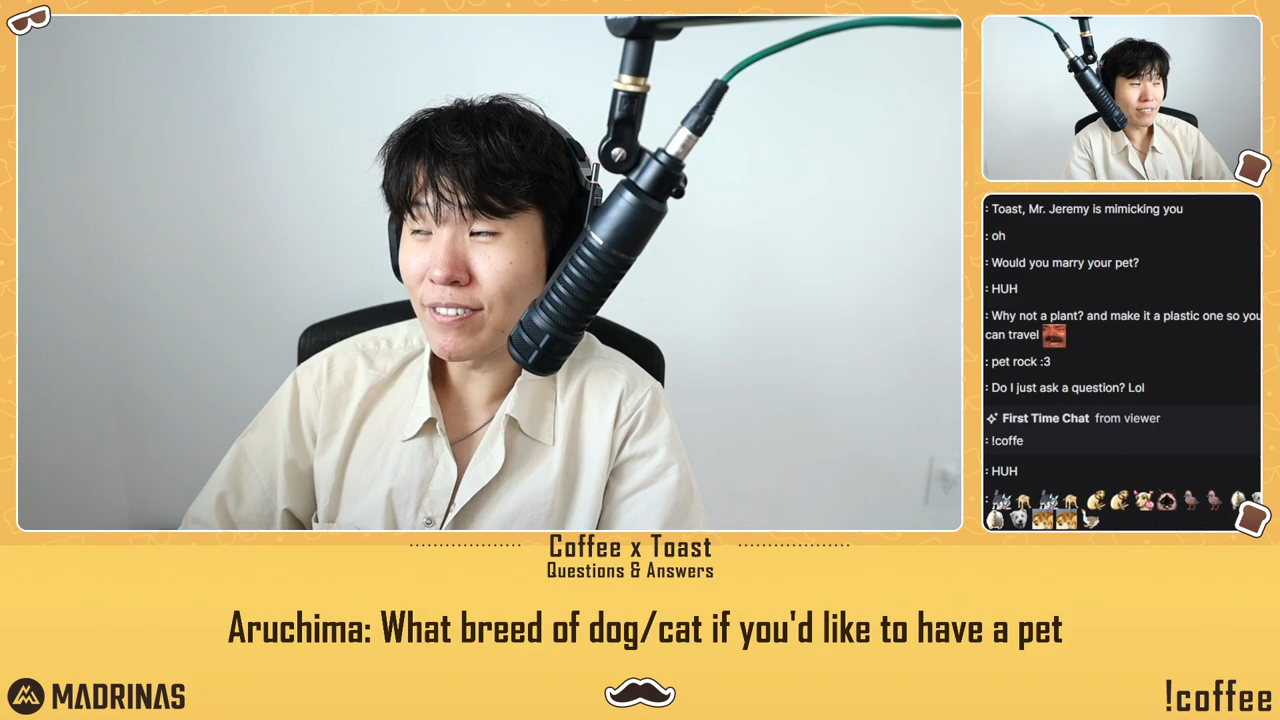 : Toast, Mr. Jeremy is mimicking you
: oh
: Would you marry your pet?
: HUH
: Why not a plant? and make it a plastic one so you
can travel
: pet rock :3
: Do I just ask a question? Lol
First Time Chat from viewer
: !coffe
: HUH
:
Coffee x Toast
Questions & Answers
Aruchima: What breed of dog/cat if you'd like to have a pet
MADRINAS
!coffee